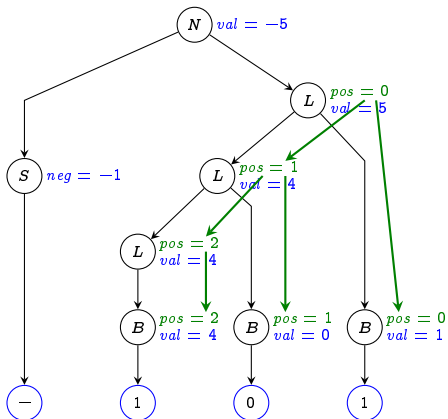 N val = −5
L pos = 0
val = 5
S neg = −1
L pos = 1
val = 4
L pos = 2
val = 4
B pos = 2
val = 4
B pos = 1
val = 0
B pos = 0
val = 1
− 1 0 1